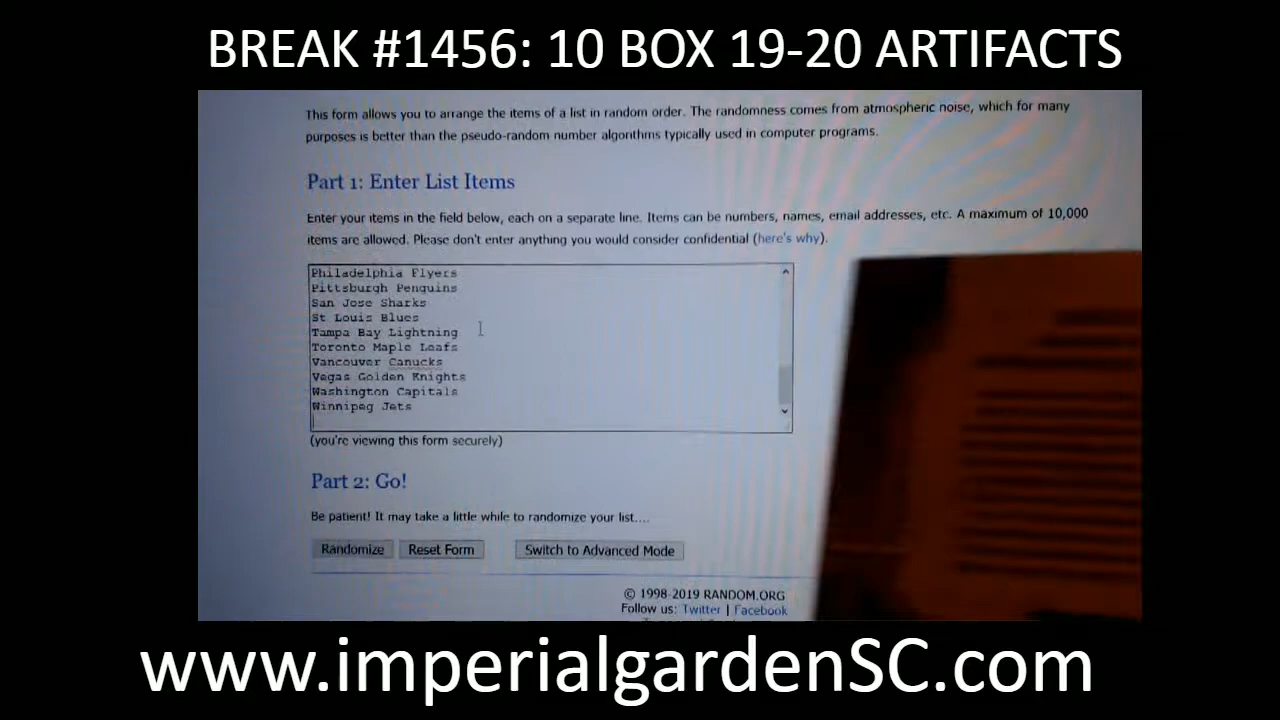 BREAK #1456: 10 BOX 19-20 ARTIFACTS
This form allows you to arrange the items of a list in random order. The randomness comes from atmospheric noise, which for many
purposes is better than the pseudo-random number algorithms typically used in computer programs.
Part 1: Enter List Items
Enter your items in the field below, each on a separate line. Items can be numbers, names, email addresses, etc. A maximum of 10,000
items are allowed. Please don't enter anything you would consider confidential (here's why).
Philadelphia Flyers
Pittsburgh Penguins
San Jose Sharks
St Louis Blues
Tampa Bay Lightning
Toronto Maple Leafs
Vancouver Canucks
Vegas Golden Knights
Washington Capitals
Winnipeg Jets
(you're viewing this form securely)
Part 2: Go!
Be patient! It may take a little while to randomize your list....
Randomize Reset Form Switch to Advanced Mode
© 1998-2019 RANDOM.ORG
Follow us: Twitter | Facebook
www.imperialgardenSC.com